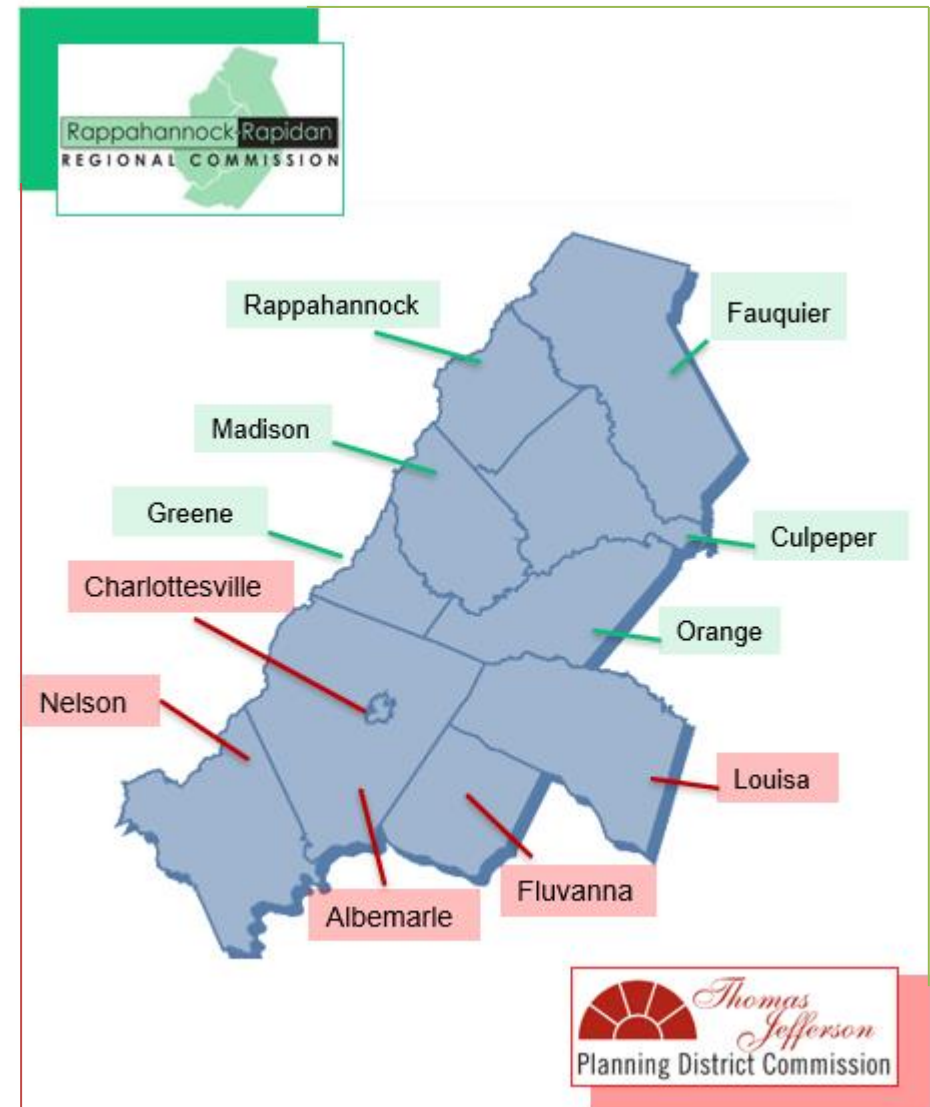 Rappahannock-Rapidan
REGIONAL COMMISSION
Rappahannock
Fauquier
Madison
Greene
Culpeper
Charlottesville
Orange
Nelson
Louisa
Fluvanna
Albemarle
Thomas
Jefferson
Planning District Commission